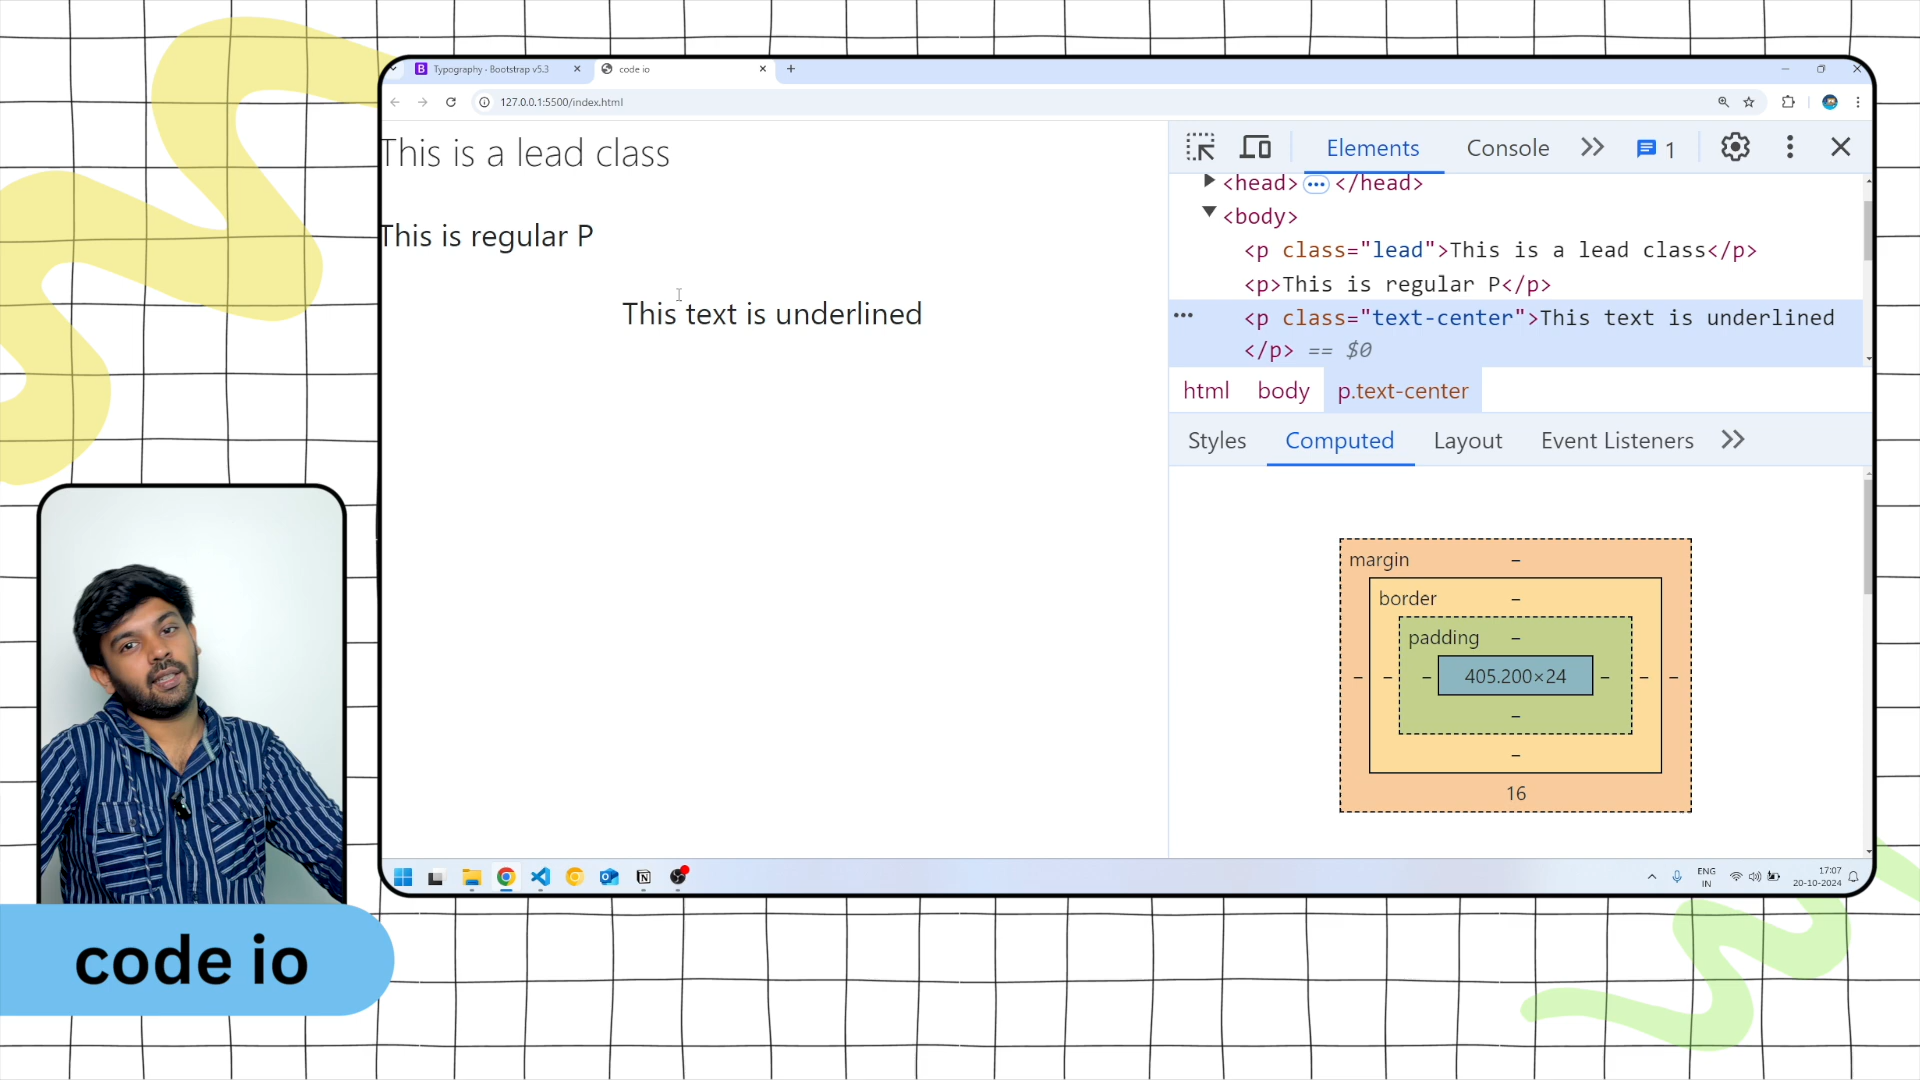 Typography · Bootstrap v5.3
code io
127.0.0.1:5500/index.html
This is a lead class
This is regular P
This text is underlined
Elements
Console
1
<head> </head>
<body>
<p class="lead">This is a lead class</p>
<p>This is regular P</p>
<p class="text-center">This text is underlined
</p> == $0
html
body
p.text-center
Styles
Computed
Layout
Event Listeners
margin
–
border
–
padding
–
– – – 405.200×24 – – –
–
–
16
ENG
IN
17:07
20-10-2024
code io